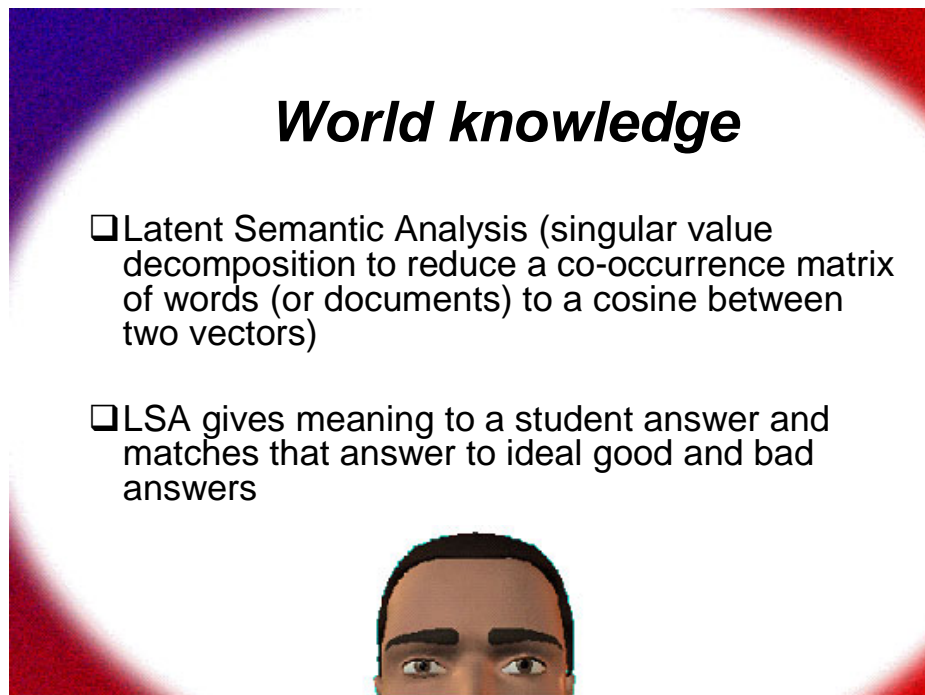 World knowledge
❑Latent Semantic Analysis (singular value
decomposition to reduce a co-occurrence matrix
of words (or documents) to a cosine between
two vectors)
❑LSA gives meaning to a student answer and
matches that answer to ideal good and bad
answers